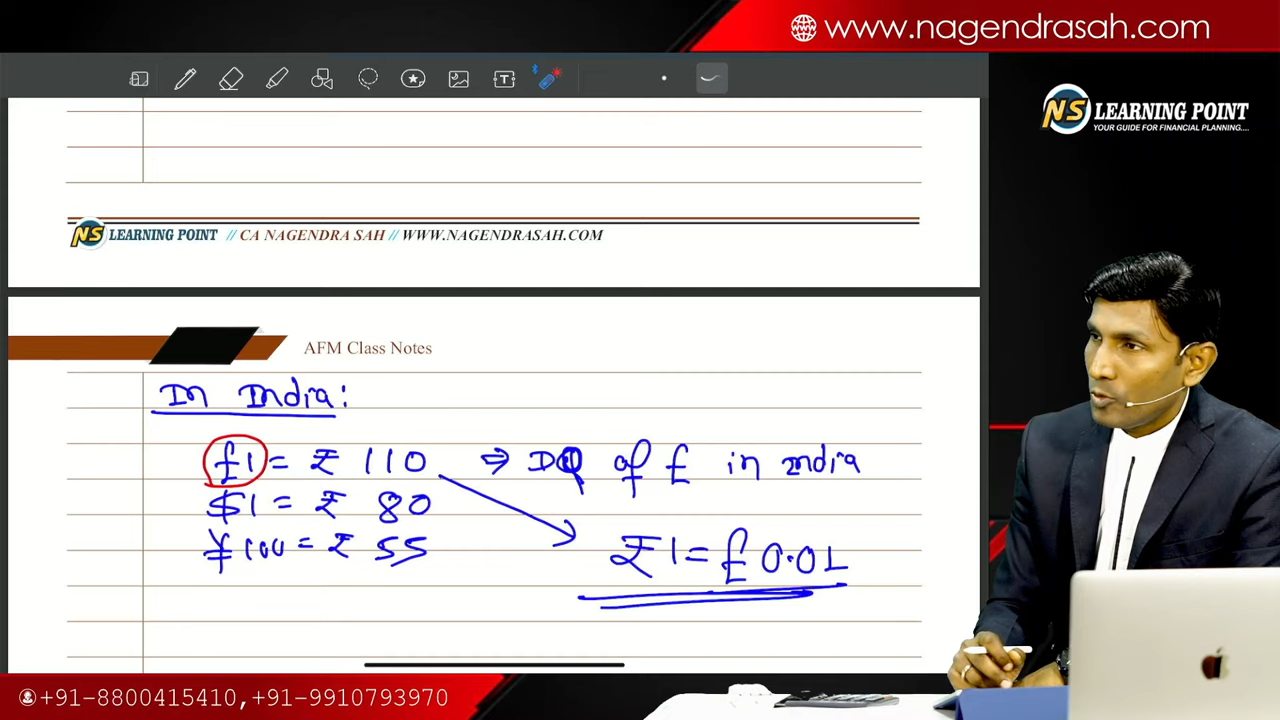 www.nagendrasah.com
NS LEARNING POINT
YOUR GUIDE FOR FINANCIAL PLANNING....
NS LEARNING POINT // CA NAGENDRA SAH // WWW.NAGENDRASAH.COM
AFM Class Notes
In India:
£1 = ₹ 110 ⇒ DQ of £ in India
$1 = ₹ 80
¥100 = ₹ 55
₹1 = £0.01
+91-8800415410,+91-9910793970